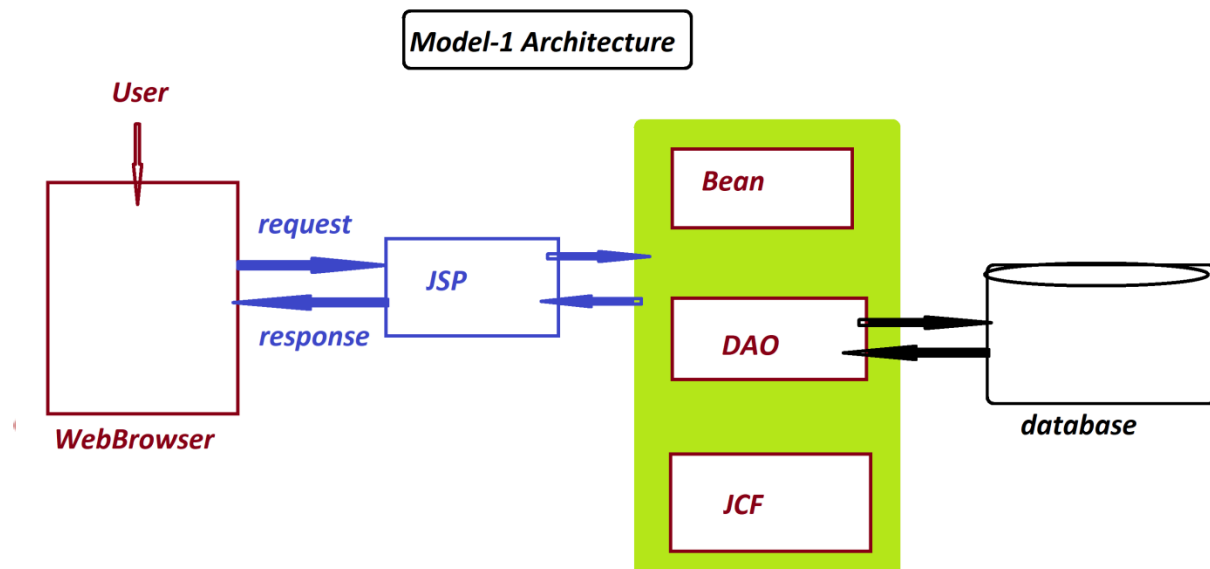 Model-1 Architecture
User
Bean
request
JSP
response
DAO
database
WebBrowser
JCF